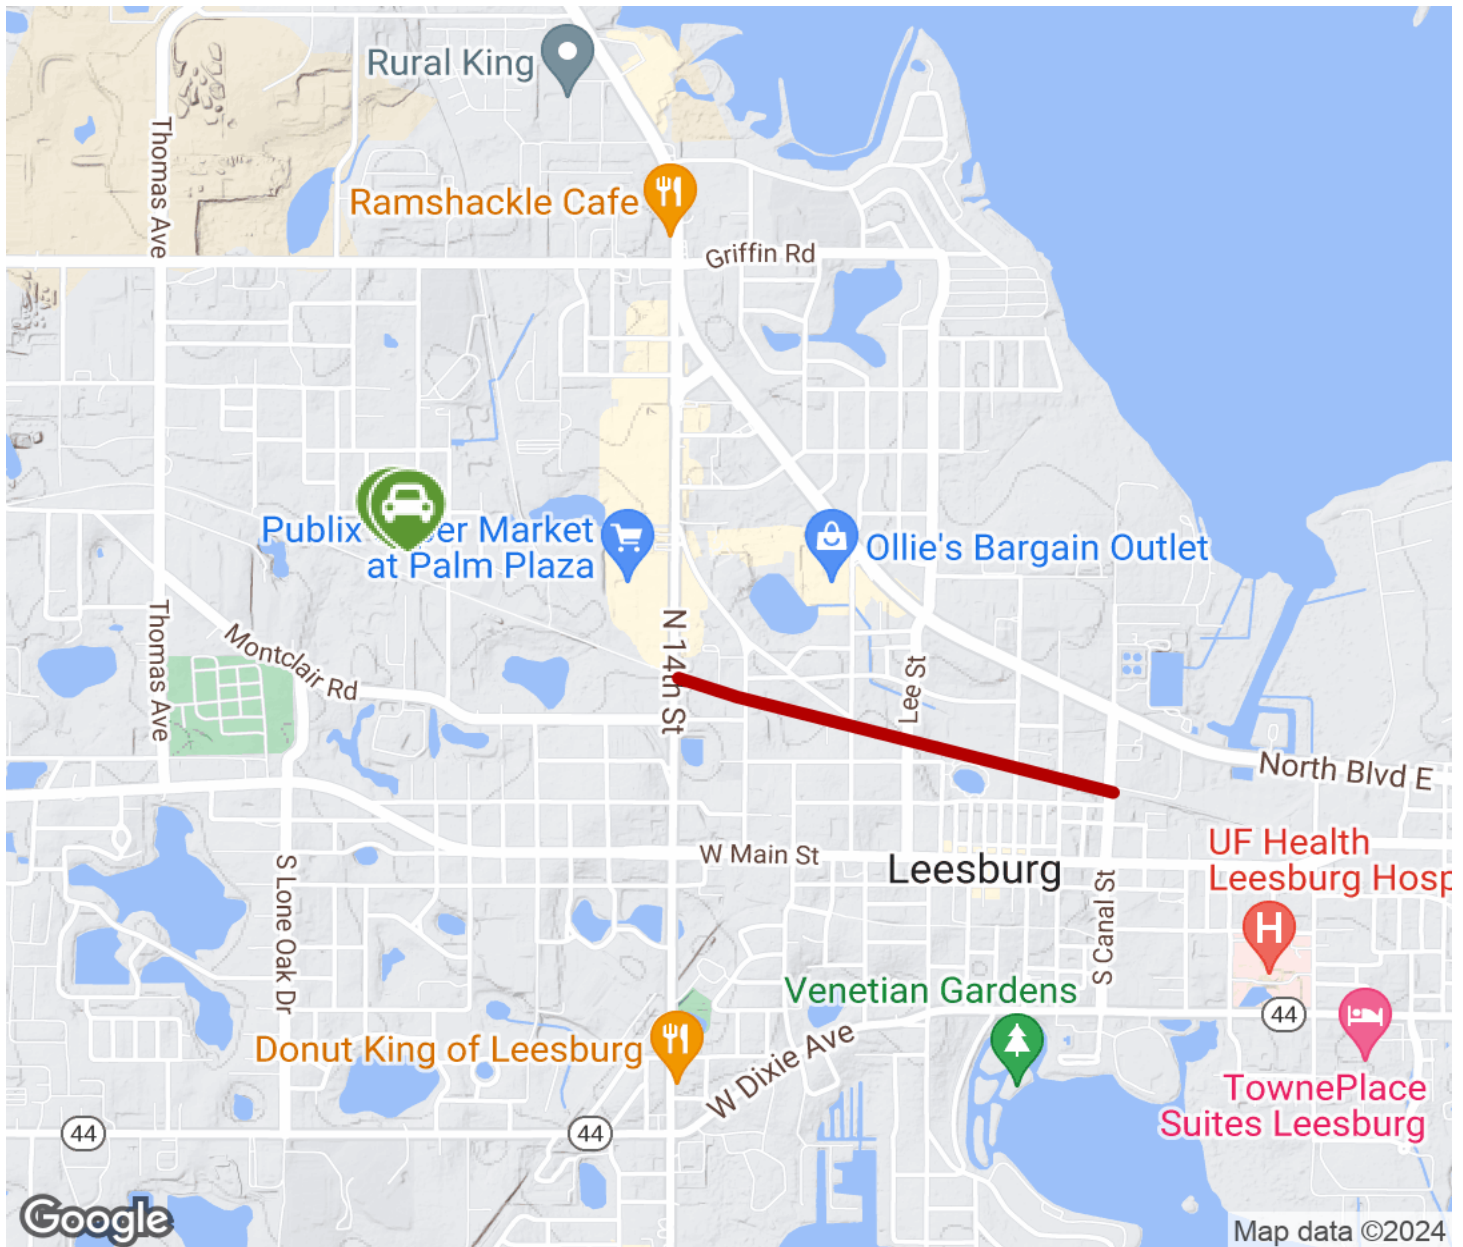 Rural King
Thomas Ave
Ramshackle Cafe
Griffin Rd
Publix
er Market
at Palm Plaza
Ollie's Bargain Outlet
Thomas Ave
Montclair Rd
N 14th St
Lee St
North Blvd E
W Main St
Leesburg
UF Health
Leesburg Hosp
S Lone Oak Dr
S Canal St
H
Venetian Gardens
44
Donut King of Leesburg
W Dixie Ave
TownePlace
Suites Leesburg
44
44
Google
Map data ©2024